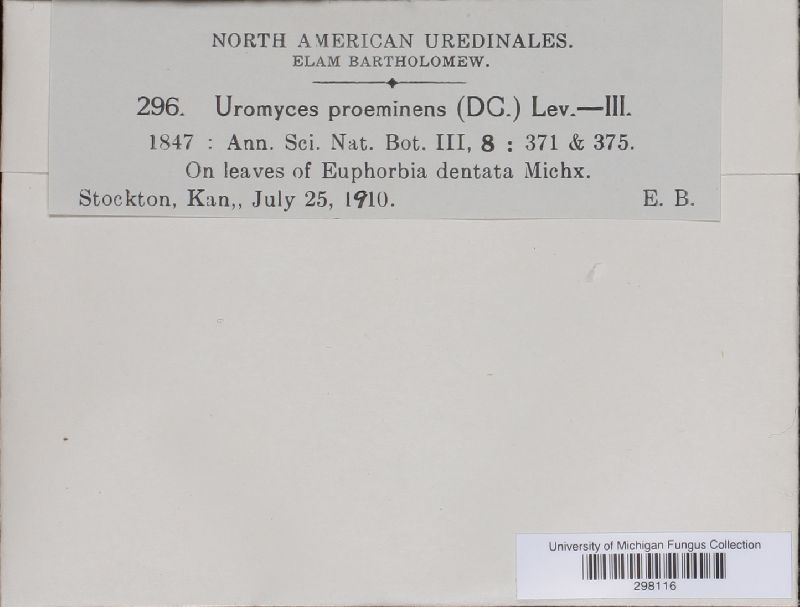 NORTH AMERICAN UREDINALES.
ELAM BARTHOLOMEW.
296. Uromyces proeminens (DC.) Lev.—III.
1847 : Ann. Sci. Nat. Bot. III, 8 : 371 & 375.
On leaves of Euphorbia dentata Michx.
Stockton, Kan,, July 25, 1910.
E. B.
University of Michigan Fungus Collection
298116